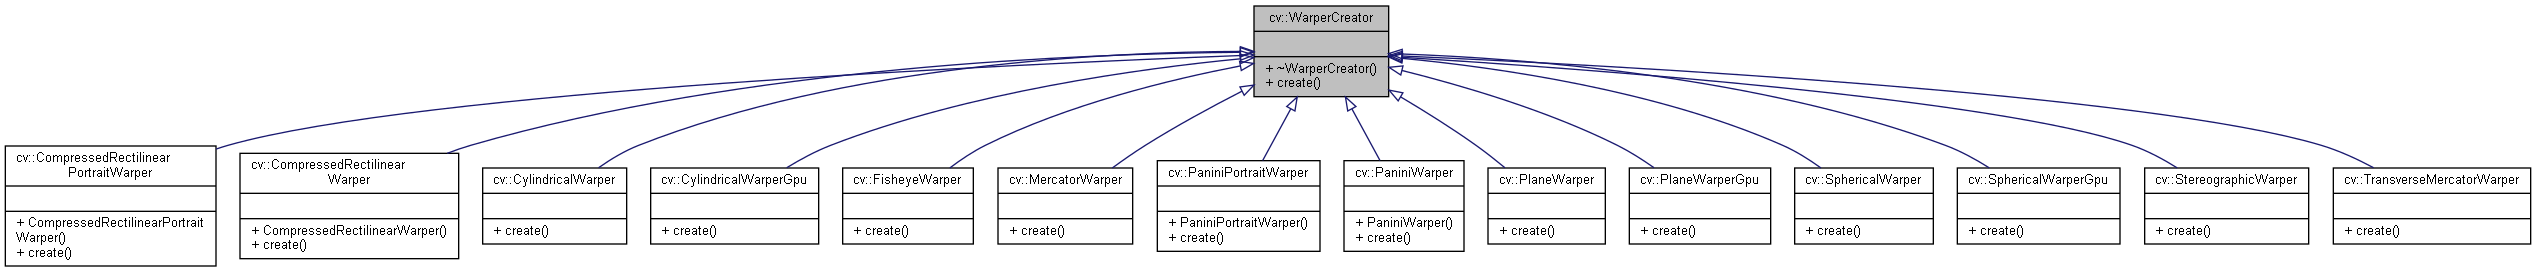 cv::WarperCreator
+ ~WarperCreator()
+ create()
cv::CompressedRectilinear
PortraitWarper
+ CompressedRectilinearPortrait
Warper()
+ create()
cv::CompressedRectilinear
Warper
+ CompressedRectilinearWarper()
+ create()
cv::CylindricalWarper
+ create()
cv::CylindricalWarperGpu
+ create()
cv::FisheyeWarper
+ create()
cv::MercatorWarper
+ create()
cv::PaniniPortraitWarper
+ PaniniPortraitWarper()
+ create()
cv::PaniniWarper
+ PaniniWarper()
+ create()
cv::PlaneWarper
+ create()
cv::PlaneWarperGpu
+ create()
cv::SphericalWarper
+ create()
cv::SphericalWarperGpu
+ create()
cv::StereographicWarper
+ create()
cv::TransverseMercatorWarper
+ create()